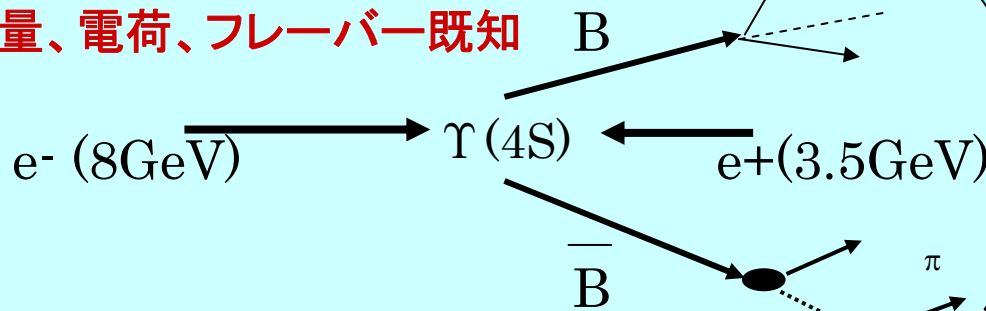 量、電荷、フレーバー既知
B
e- (8GeV)
ϒ(4S)
e+(3.5GeV)
B̅
π